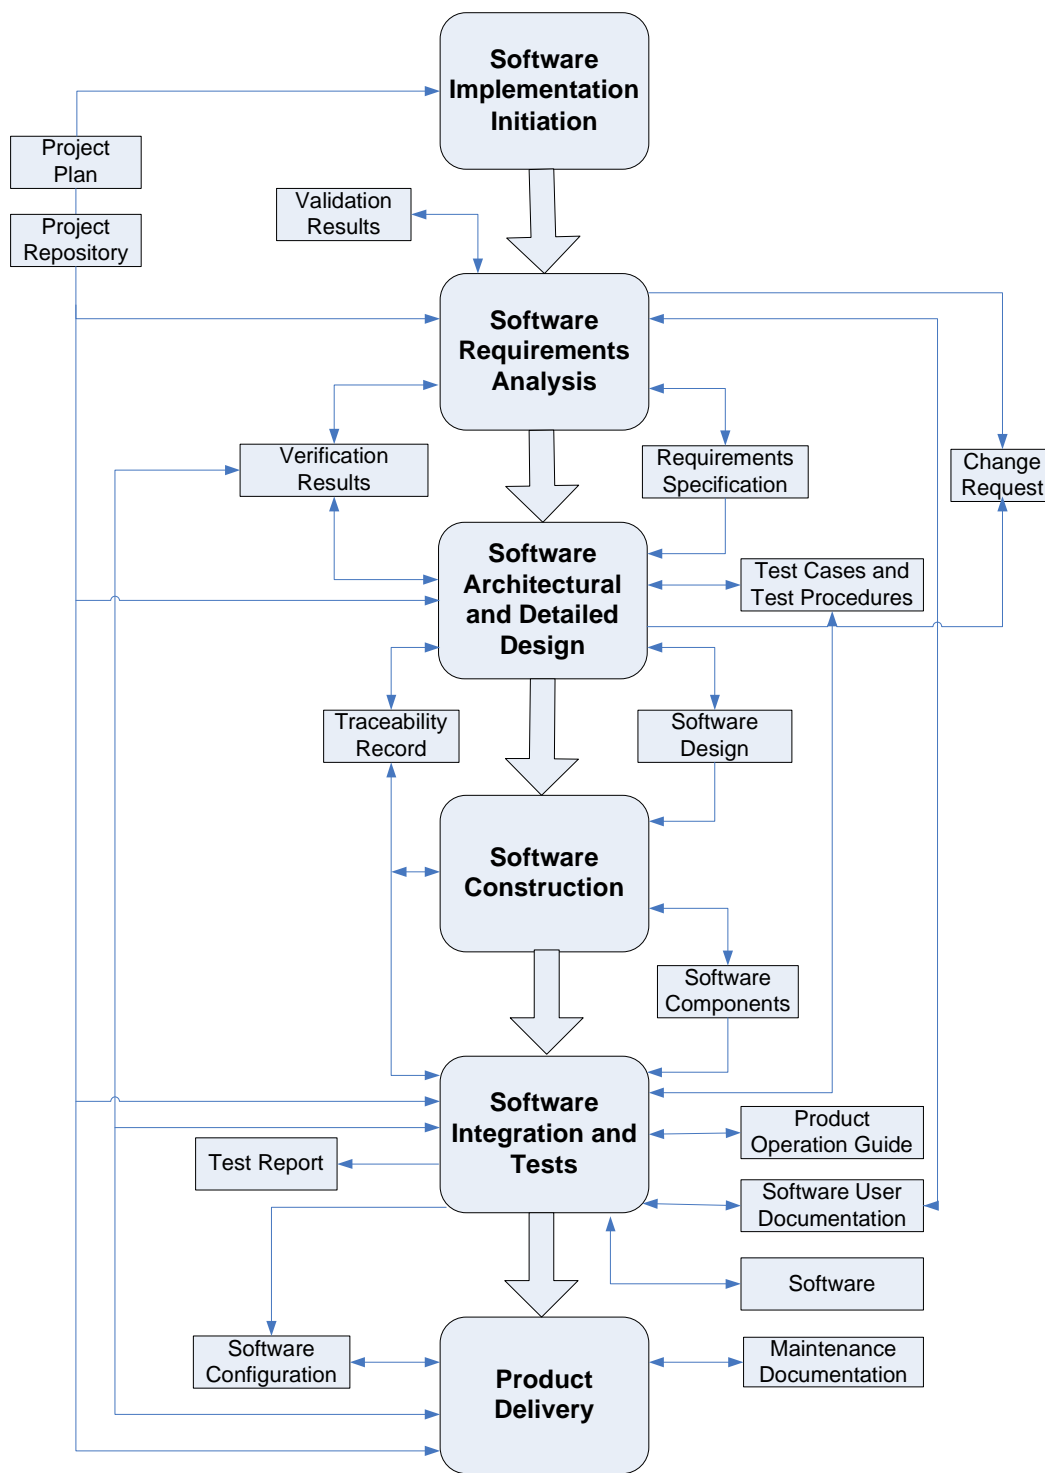 Software
Implementation
Initiation
Project
Plan
Validation
Results
Project
Repository
Software
Requirements
Analysis
Verification
Results
Requirements
Specification
Change
Request
Software
Architectural
and Detailed
Design
Test Cases and
Test Procedures
Traceability
Record
Software
Design
Software
Construction
Software
Components
Software
Integration and
Tests
Product
Operation Guide
Test Report
Software User
Documentation
Software
Software
Configuration
Product
Delivery
Maintenance
Documentation